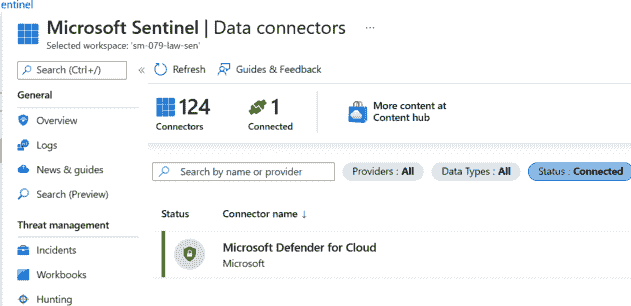 entinel
Microsoft Sentinel | Data connectors ...
Selected workspace: 'sm-079-law-sen'
Search (Ctrl+/)
«
Refresh
Guides & Feedback
General
Overview
Logs
News & guides
Search (Preview)
Threat management
Incidents
Workbooks
Hunting
124
Connectors
1
Connected
More content at
Content hub
Search by name or provider
Providers : All
Data Types : All
Status : Connected
Status
Connector name ↓
Microsoft Defender for Cloud
Microsoft